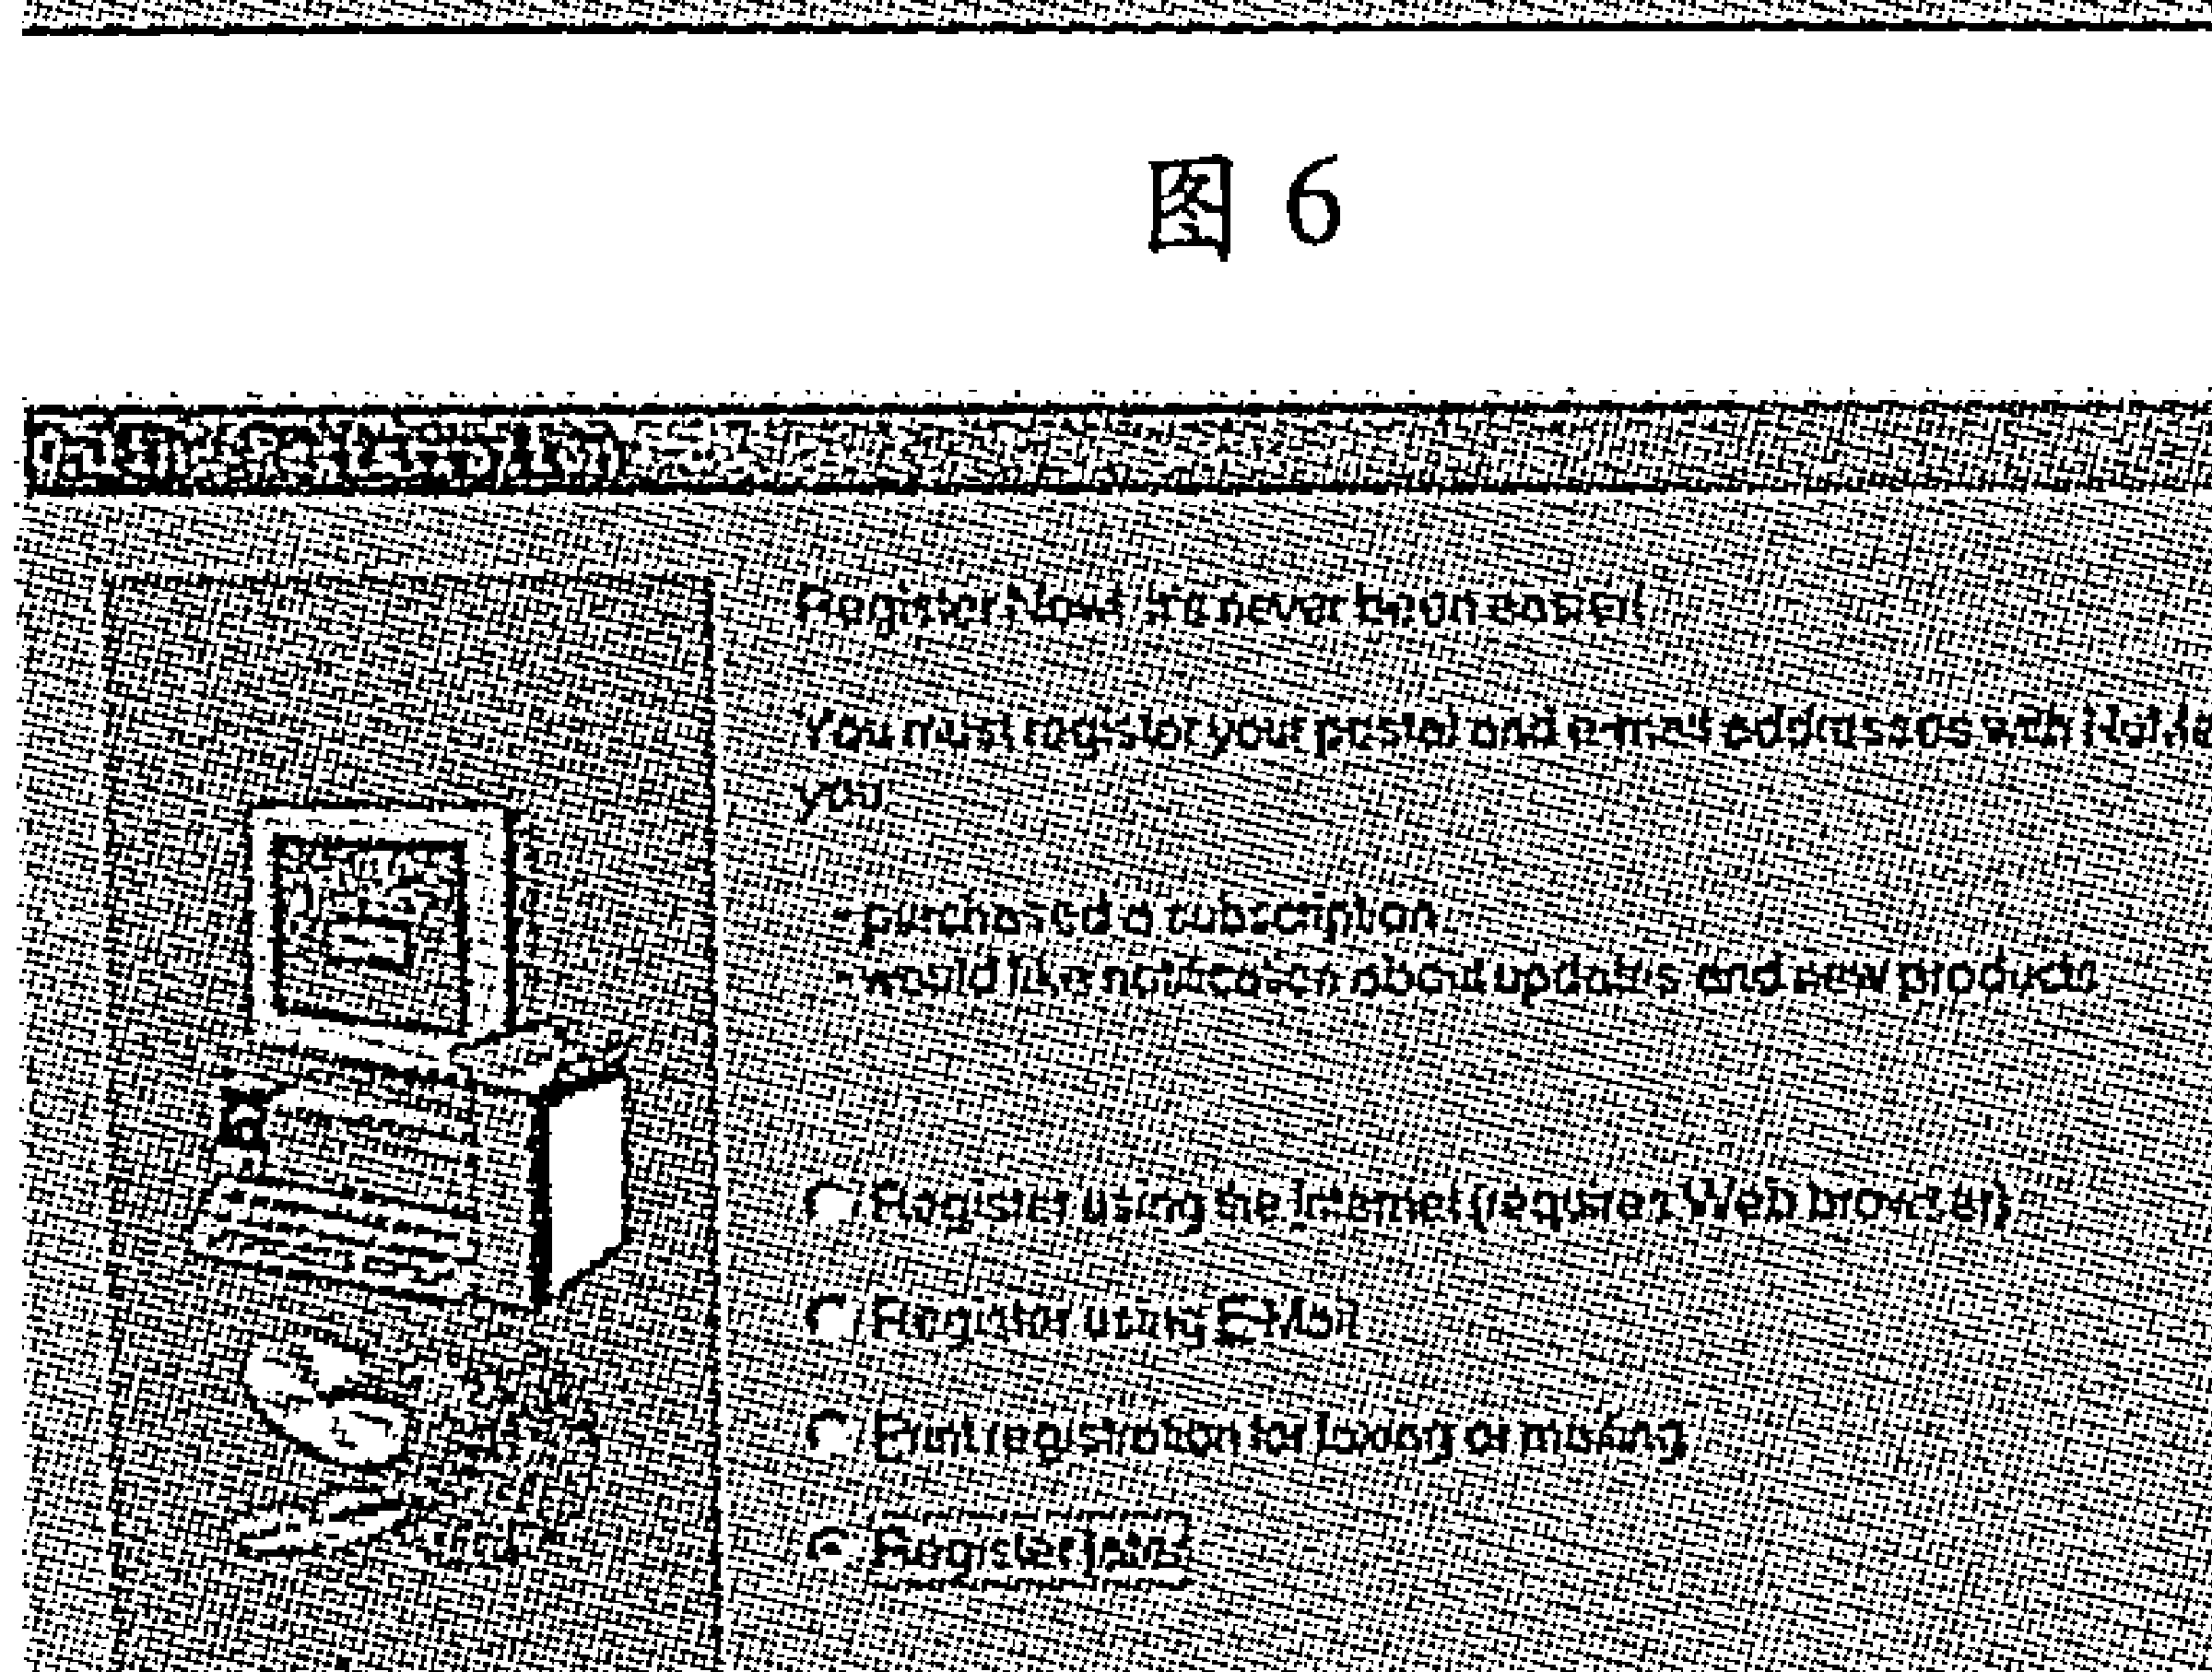 图 6
Register Now! It's never been easier!
You must register your postal and e-mail addresses with
you:
- purchased a subscription
- would like notification about updates and new products
Register using the Internet (requires Web browser)
Register using E-Mail
Print registration for faxing or mailing
Register later